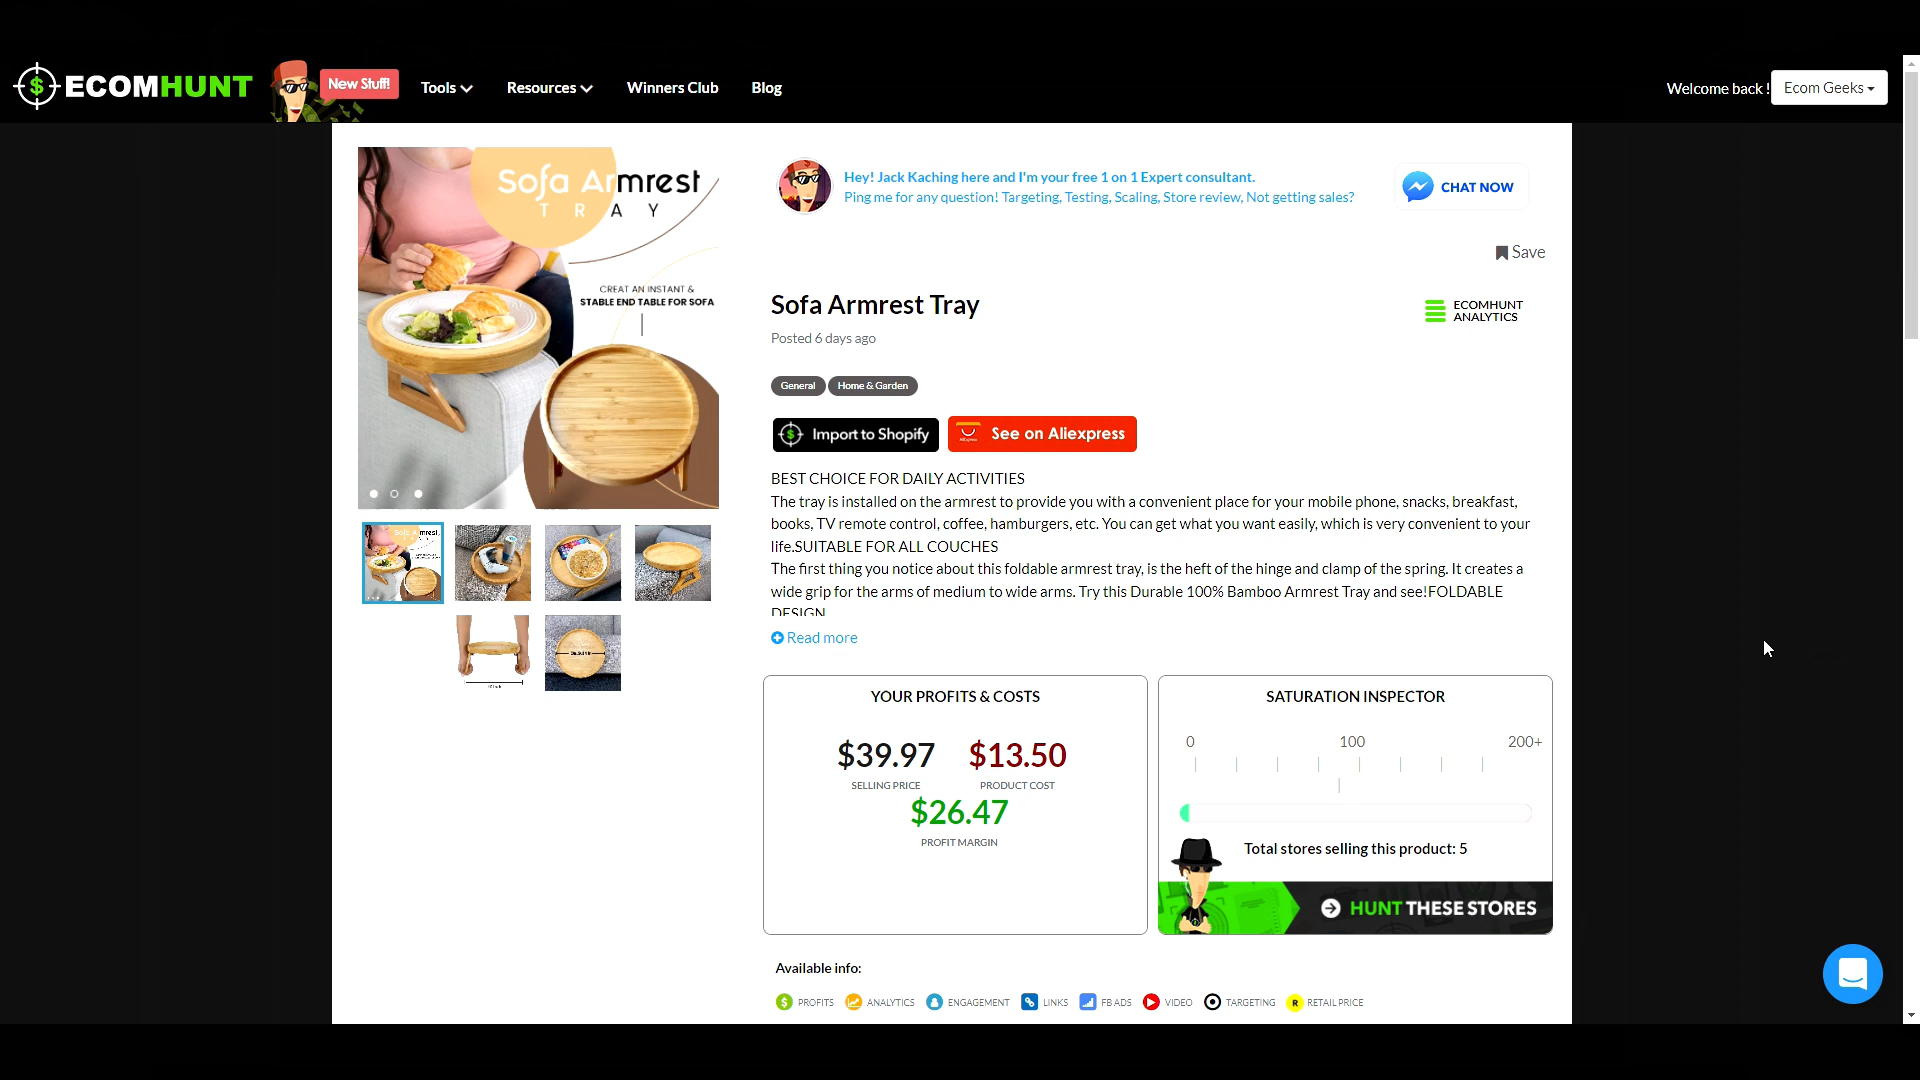 ECOMHUNT
New Stuff!
Tools
Resources
Winners Club
Blog
Welcome back !
Ecom Geeks
Sofa Armrest
TRAY
CREAT AN INSTANT &
STABLE END TABLE FOR SOFA
Hey! Jack Kaching here and I'm your free 1 on 1 Expert consultant.
Ping me for any question! Targeting, Testing, Scaling, Store review, Not getting sales?
CHAT NOW
Save
Sofa Armrest Tray
Posted 6 days ago
ECOMHUNT
ANALYTICS
General
Home & Garden
Import to Shopify
See on Aliexpress
BEST CHOICE FOR DAILY ACTIVITIES
The tray is installed on the armrest to provide you with a convenient place for your mobile phone, snacks, breakfast,
books, TV remote control, coffee, hamburgers, etc. You can get what you want easily, which is very convenient to your
life.SUITABLE FOR ALL COUCHES
The first thing you notice about this foldable armrest tray, is the heft of the hinge and clamp of the spring. It creates a
wide grip for the arms of medium to wide arms. Try this Durable 100% Bamboo Armrest Tray and see!FOLDABLE
DESIGN
Read more
YOUR PROFITS & COSTS
$39.97
$13.50
SELLING PRICE
PRODUCT COST
$26.47
PROFIT MARGIN
SATURATION INSPECTOR
0
100
200+
Total stores selling this product: 5
HUNT THESE STORES
Available info:
PROFITS
ANALYTICS
ENGAGEMENT
LINKS
FB ADS
VIDEO
TARGETING
R
RETAIL PRICE